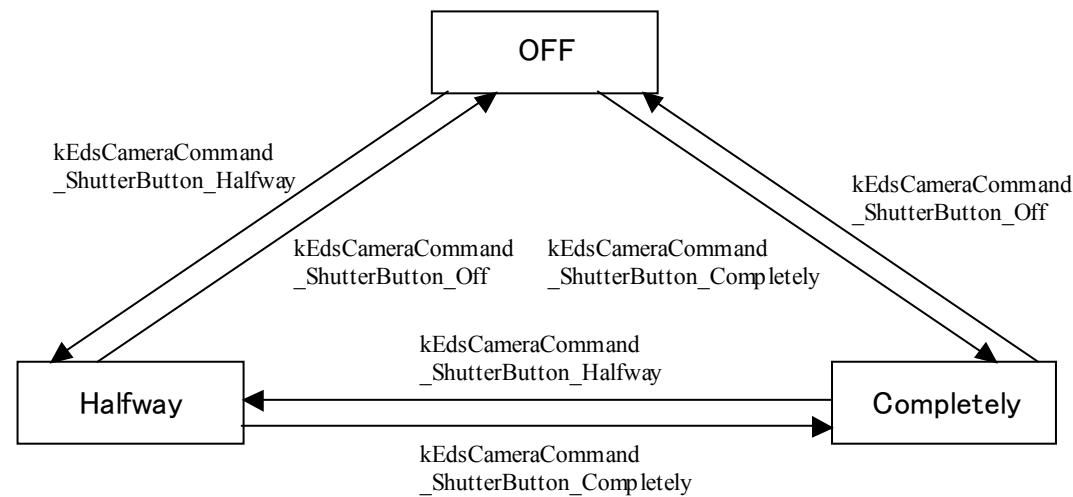 OFF
kEdsCameraCommand
_ShutterButton_Halfway
kEdsCameraCommand
_ShutterButton_Off
kEdsCameraCommand
_ShutterButton_Off
kEdsCameraCommand
_ShutterButton_Completely
kEdsCameraCommand
_ShutterButton_Halfway
Halfway
Completely
kEdsCameraCommand
_ShutterButton_Completely